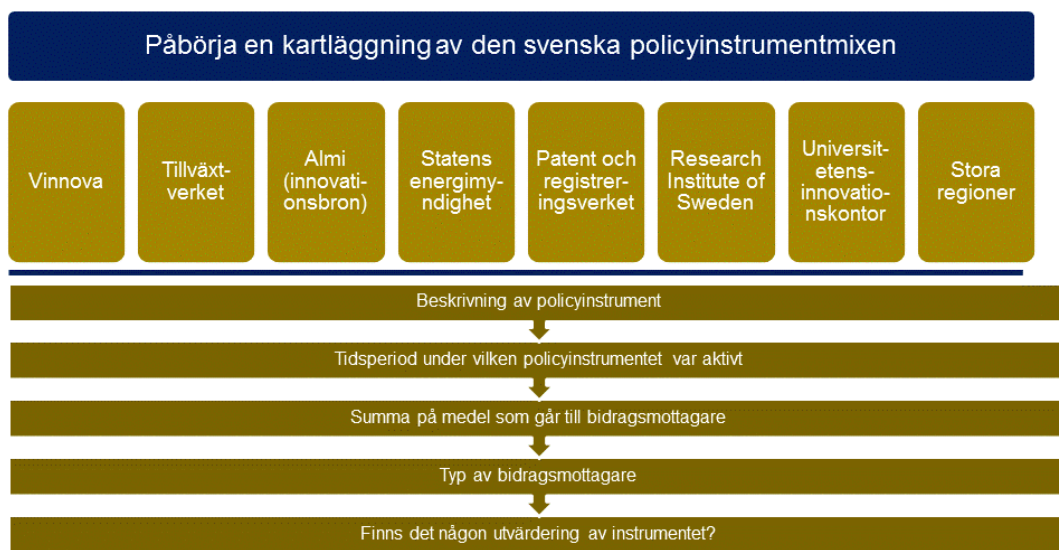 Påbörja en kartläggning av den svenska policyinstrumentmixen
Vinnova
Tillväxt-
verket
Almi
(innovati-
onsbron)
Statens
energimy-
ndighet
Patent och
registrer-
ingsverket
Research
Institute of
Sweden
Universit-
etens-
innovatio-
nskontor
Stora
regioner
Beskrivning av policyinstrument
Tidsperiod under vilken policyinstrumentet var aktivt
Summa på medel som går till bidragsmottagare
Typ av bidragsmottagare
Finns det någon utvärdering av instrumentet?